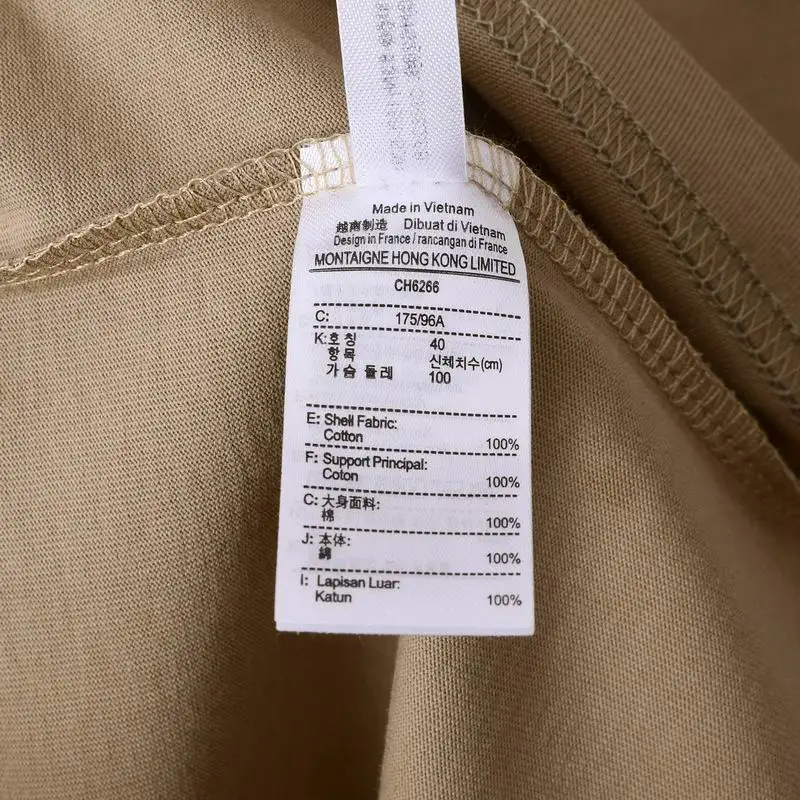 Made in Vietnam
越南制造 Dibuat di Vietnam
Design in France / rancangan di France
MONTAIGNE HONG KONG LIMITED
CH6266
C: 175/96A
K:호칭 40
항목 신체치수(cm)
가슴 둘레 100
E: Shell Fabric:
Cotton 100%
F: Support Principal:
Coton 100%
C: 大身面料:
棉 100%
J: 本体:
綿 100%
I: Lapisan Luar:
Katun 100%